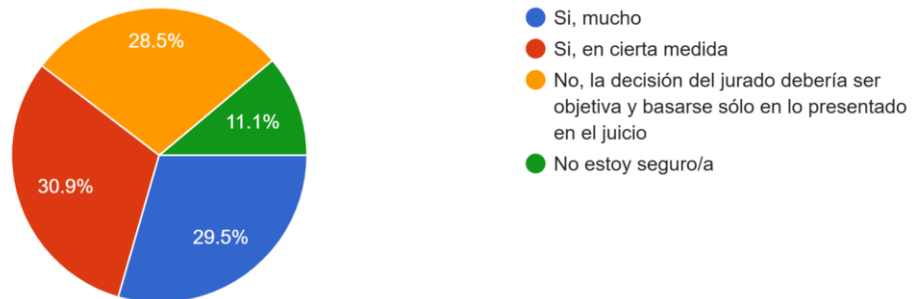 28.5%
11.1%
30.9%
29.5%
Si, mucho
Si, en cierta medida
No, la decisión del jurado debería ser
objetiva y basarse sólo en lo presentado
en el juicio
No estoy seguro/a